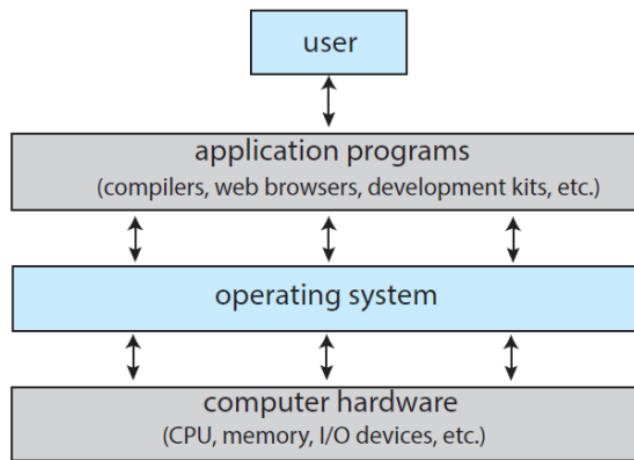 user
application programs
(compilers, web browsers, development kits, etc.)
operating system
computer hardware
(CPU, memory, I/O devices, etc.)